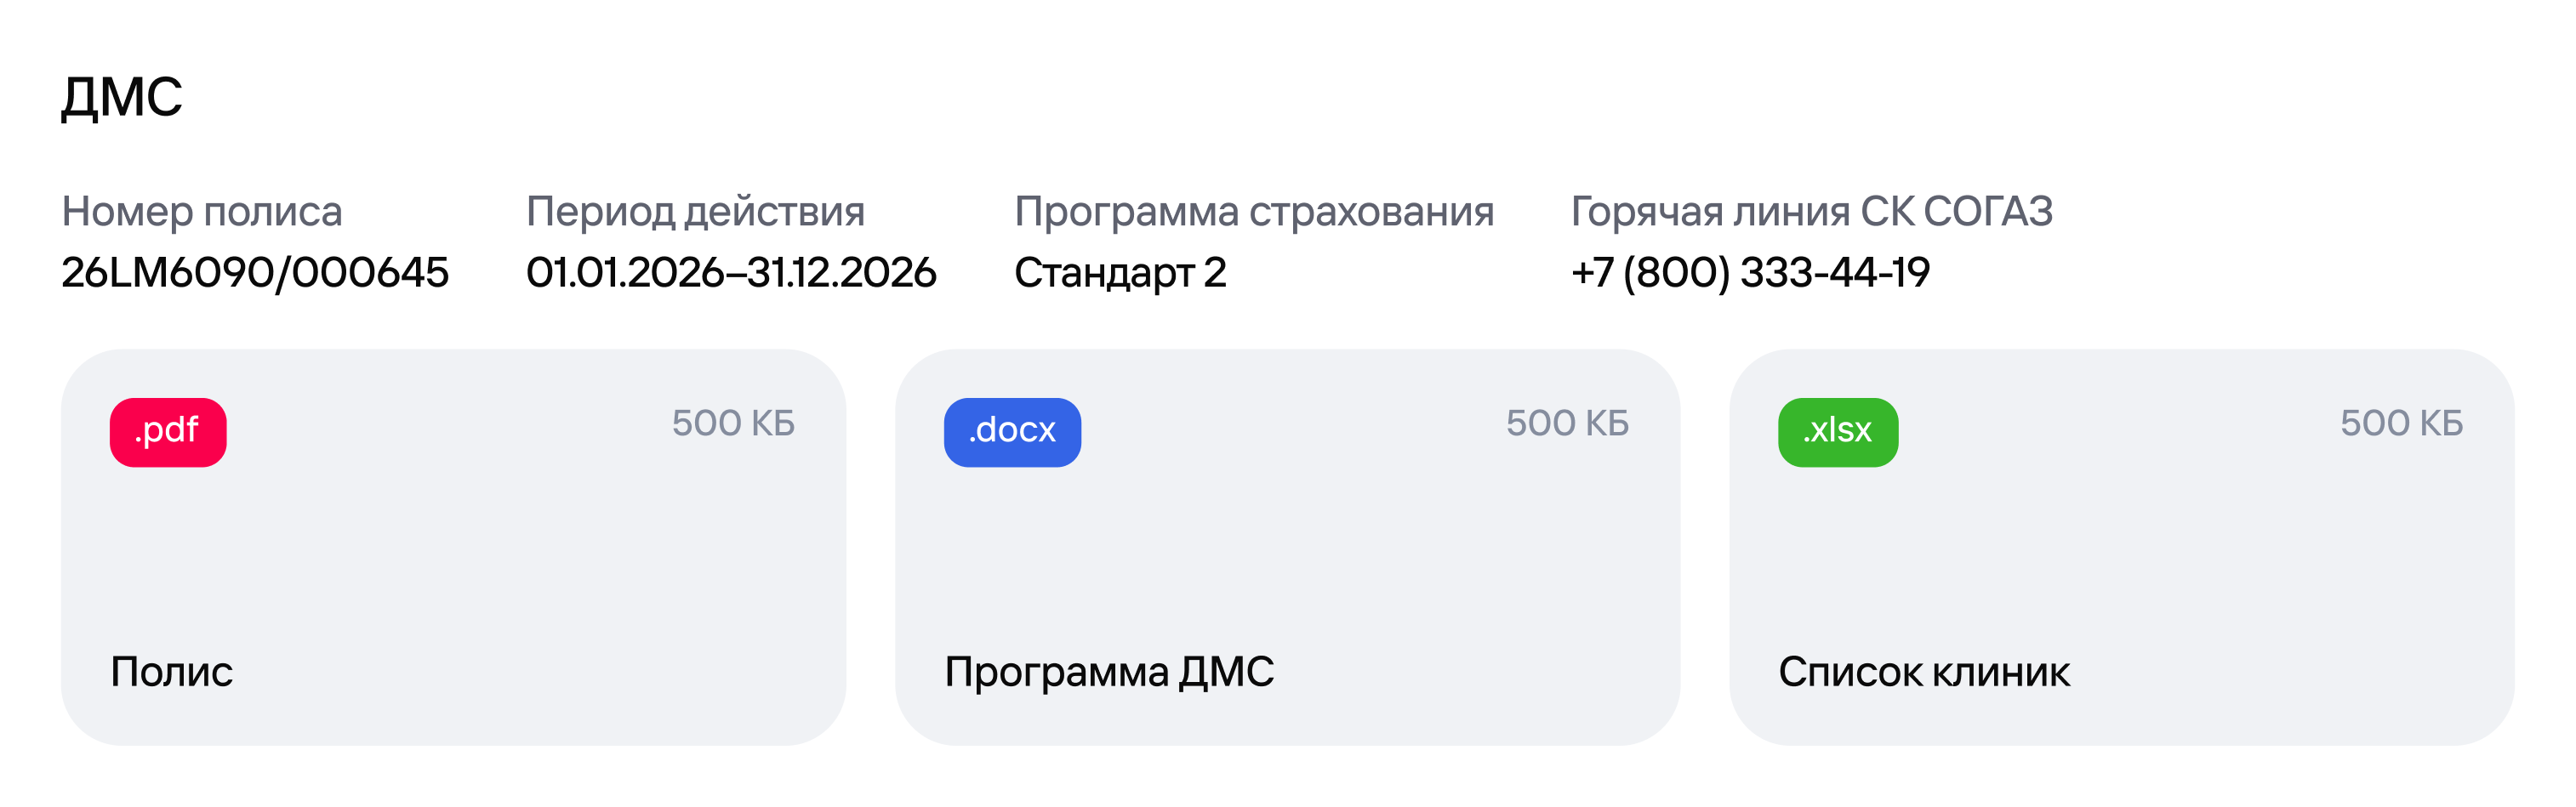 ДМС
Номер полиса
26LM6090/000645
Период действия
01.01.2026–31.12.2026
Программа страхования
Стандарт 2
Горячая линия СК СОГАЗ
+7 (800) 333-44-19
.pdf
500 КБ
Полис
.docx
500 КБ
Программа ДМС
.xlsx
500 КБ
Список клиник